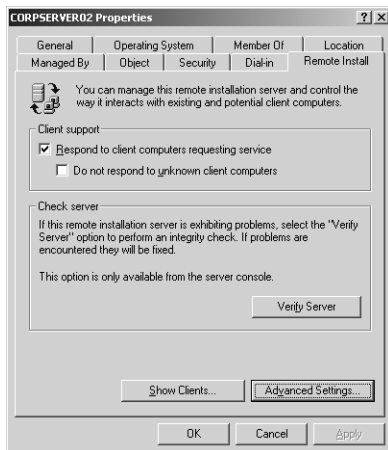 CORPSERVER02 Properties
General Operating System Member Of Location
Managed By Object Security Dial-in Remote Install
You can manage this remote installation server and control the
way it interacts with existing and potential client computers.
Client support
Respond to client computers requesting service
Do not respond to unknown client computers
Check server
If this remote installation server is exhibiting problems, select the "Verify
Server" option to perform an integrity check. If problems are
encountered they will be fixed.
This option is only available from the server console.
Verify Server
Show Clients... Advanced Settings...
OK Cancel Apply